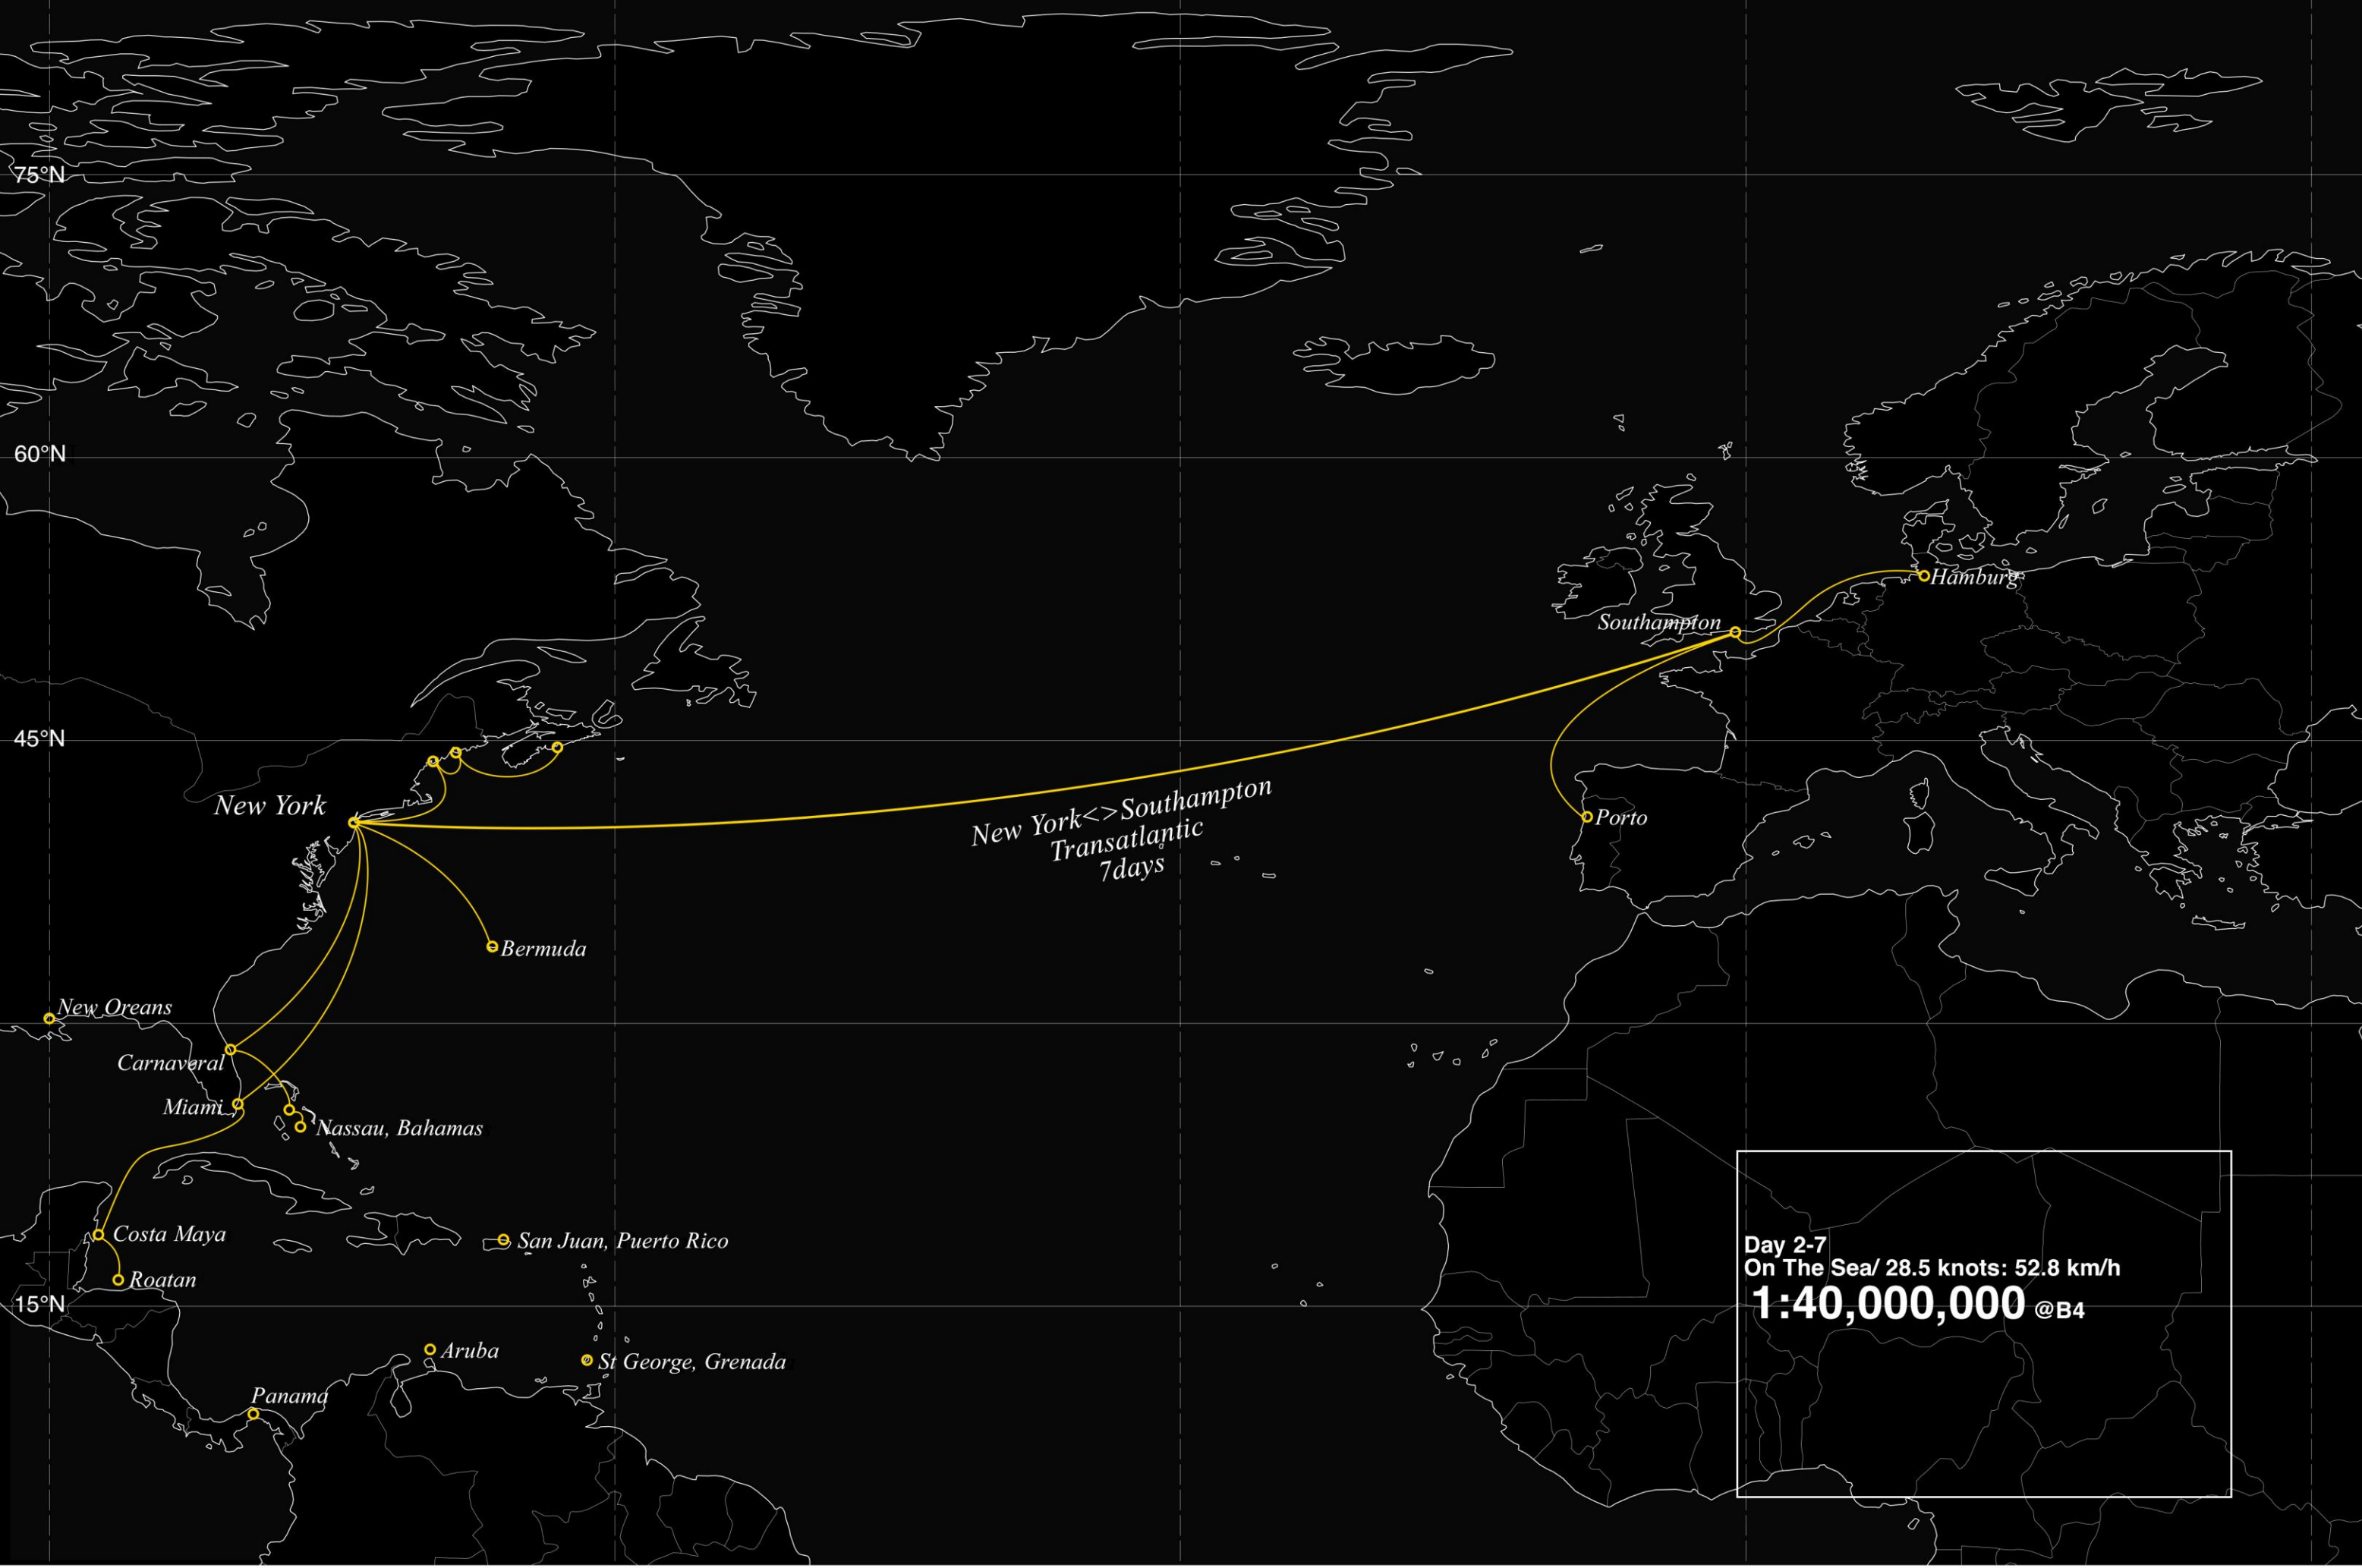 75°N
60°N
Hamburg
Southampton
45°N
New York
New York<>Southampton
Transatlantic
7days
Porto
Bermuda
New Oreans
Carnaveral
Miami
Nassau, Bahamas
Costa Maya
San Juan, Puerto Rico
Roatan
15°N
Day 2-7
On The Sea/ 28.5 knots: 52.8 km/h
1:40,000,000 @B4
Aruba
St George, Grenada
Panama